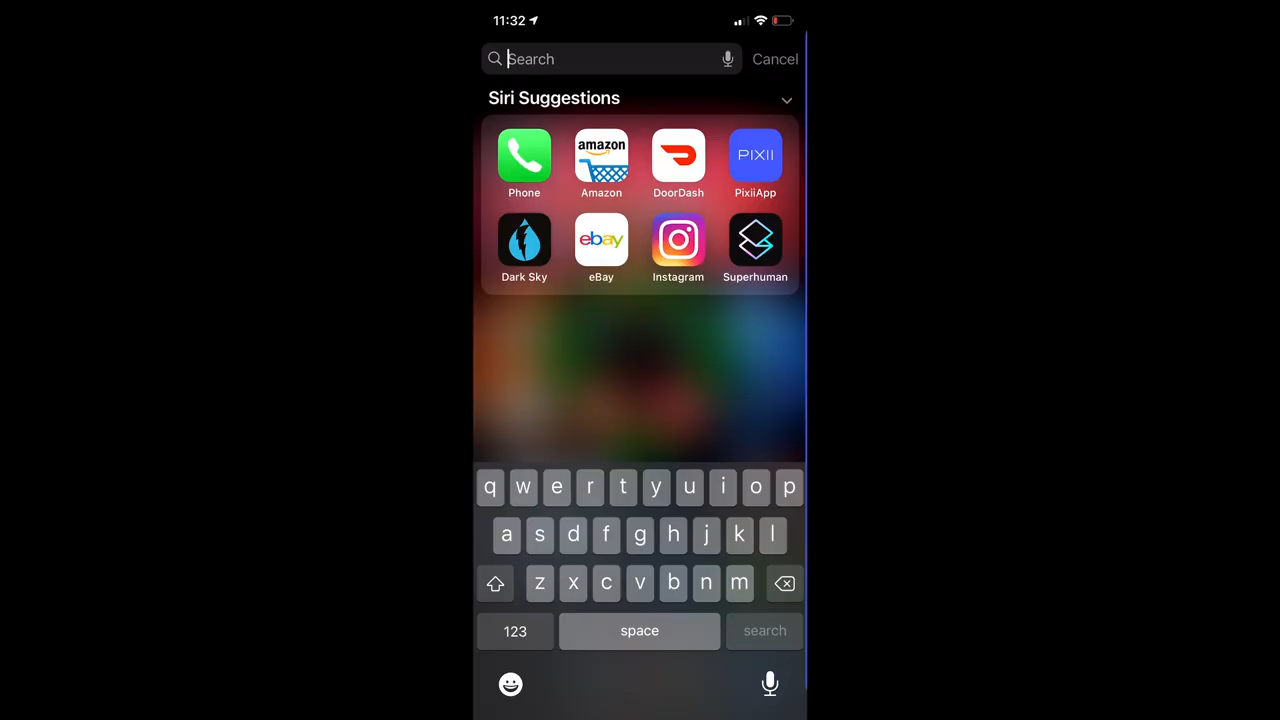 11:32
Search
Cancel
Siri Suggestions
amazon
PIXII
Phone
Amazon
DoorDash
PixiiApp
ebay
Dark Sky
eBay
Instagram
Superhuman
q w e r t y u i o p
a s d f g h j k l
z x c v b n m
123
space
search